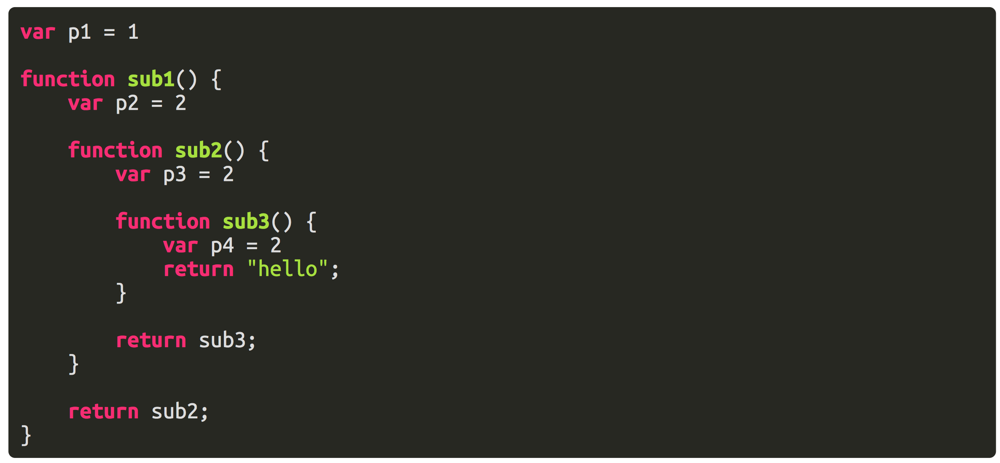 var p1 = 1
function sub1() {
    var p2 = 2
    function sub2() {
        var p3 = 2
        function sub3() {
            var p4 = 2
            return "hello";
        }
        return sub3;
    }
    return sub2;
}